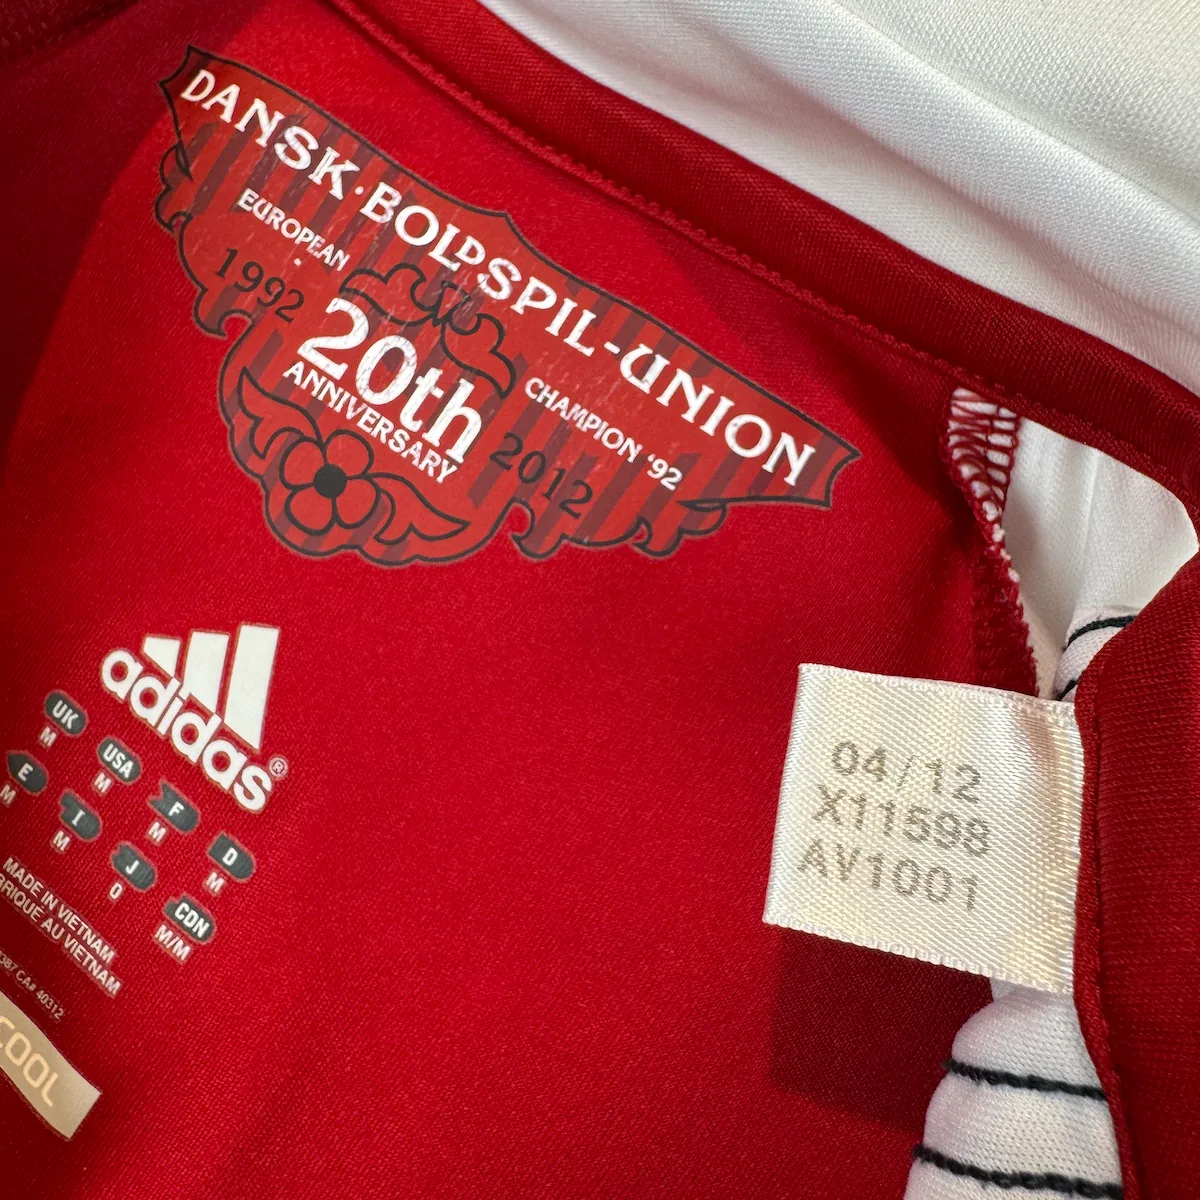 DANSK·BOLDSPIL-UNION
EUROPEAN
CHAMPION '92
1992
20th
2012
ANNIVERSARY
adidas®
UK
M
USA
M
F
M
D
M
E
M
I
M
J
O
CDN
M/M
MADE IN VIETNAM
AU VIETNAM
CA# 40312
COOL
04/12
X11598
AV1001